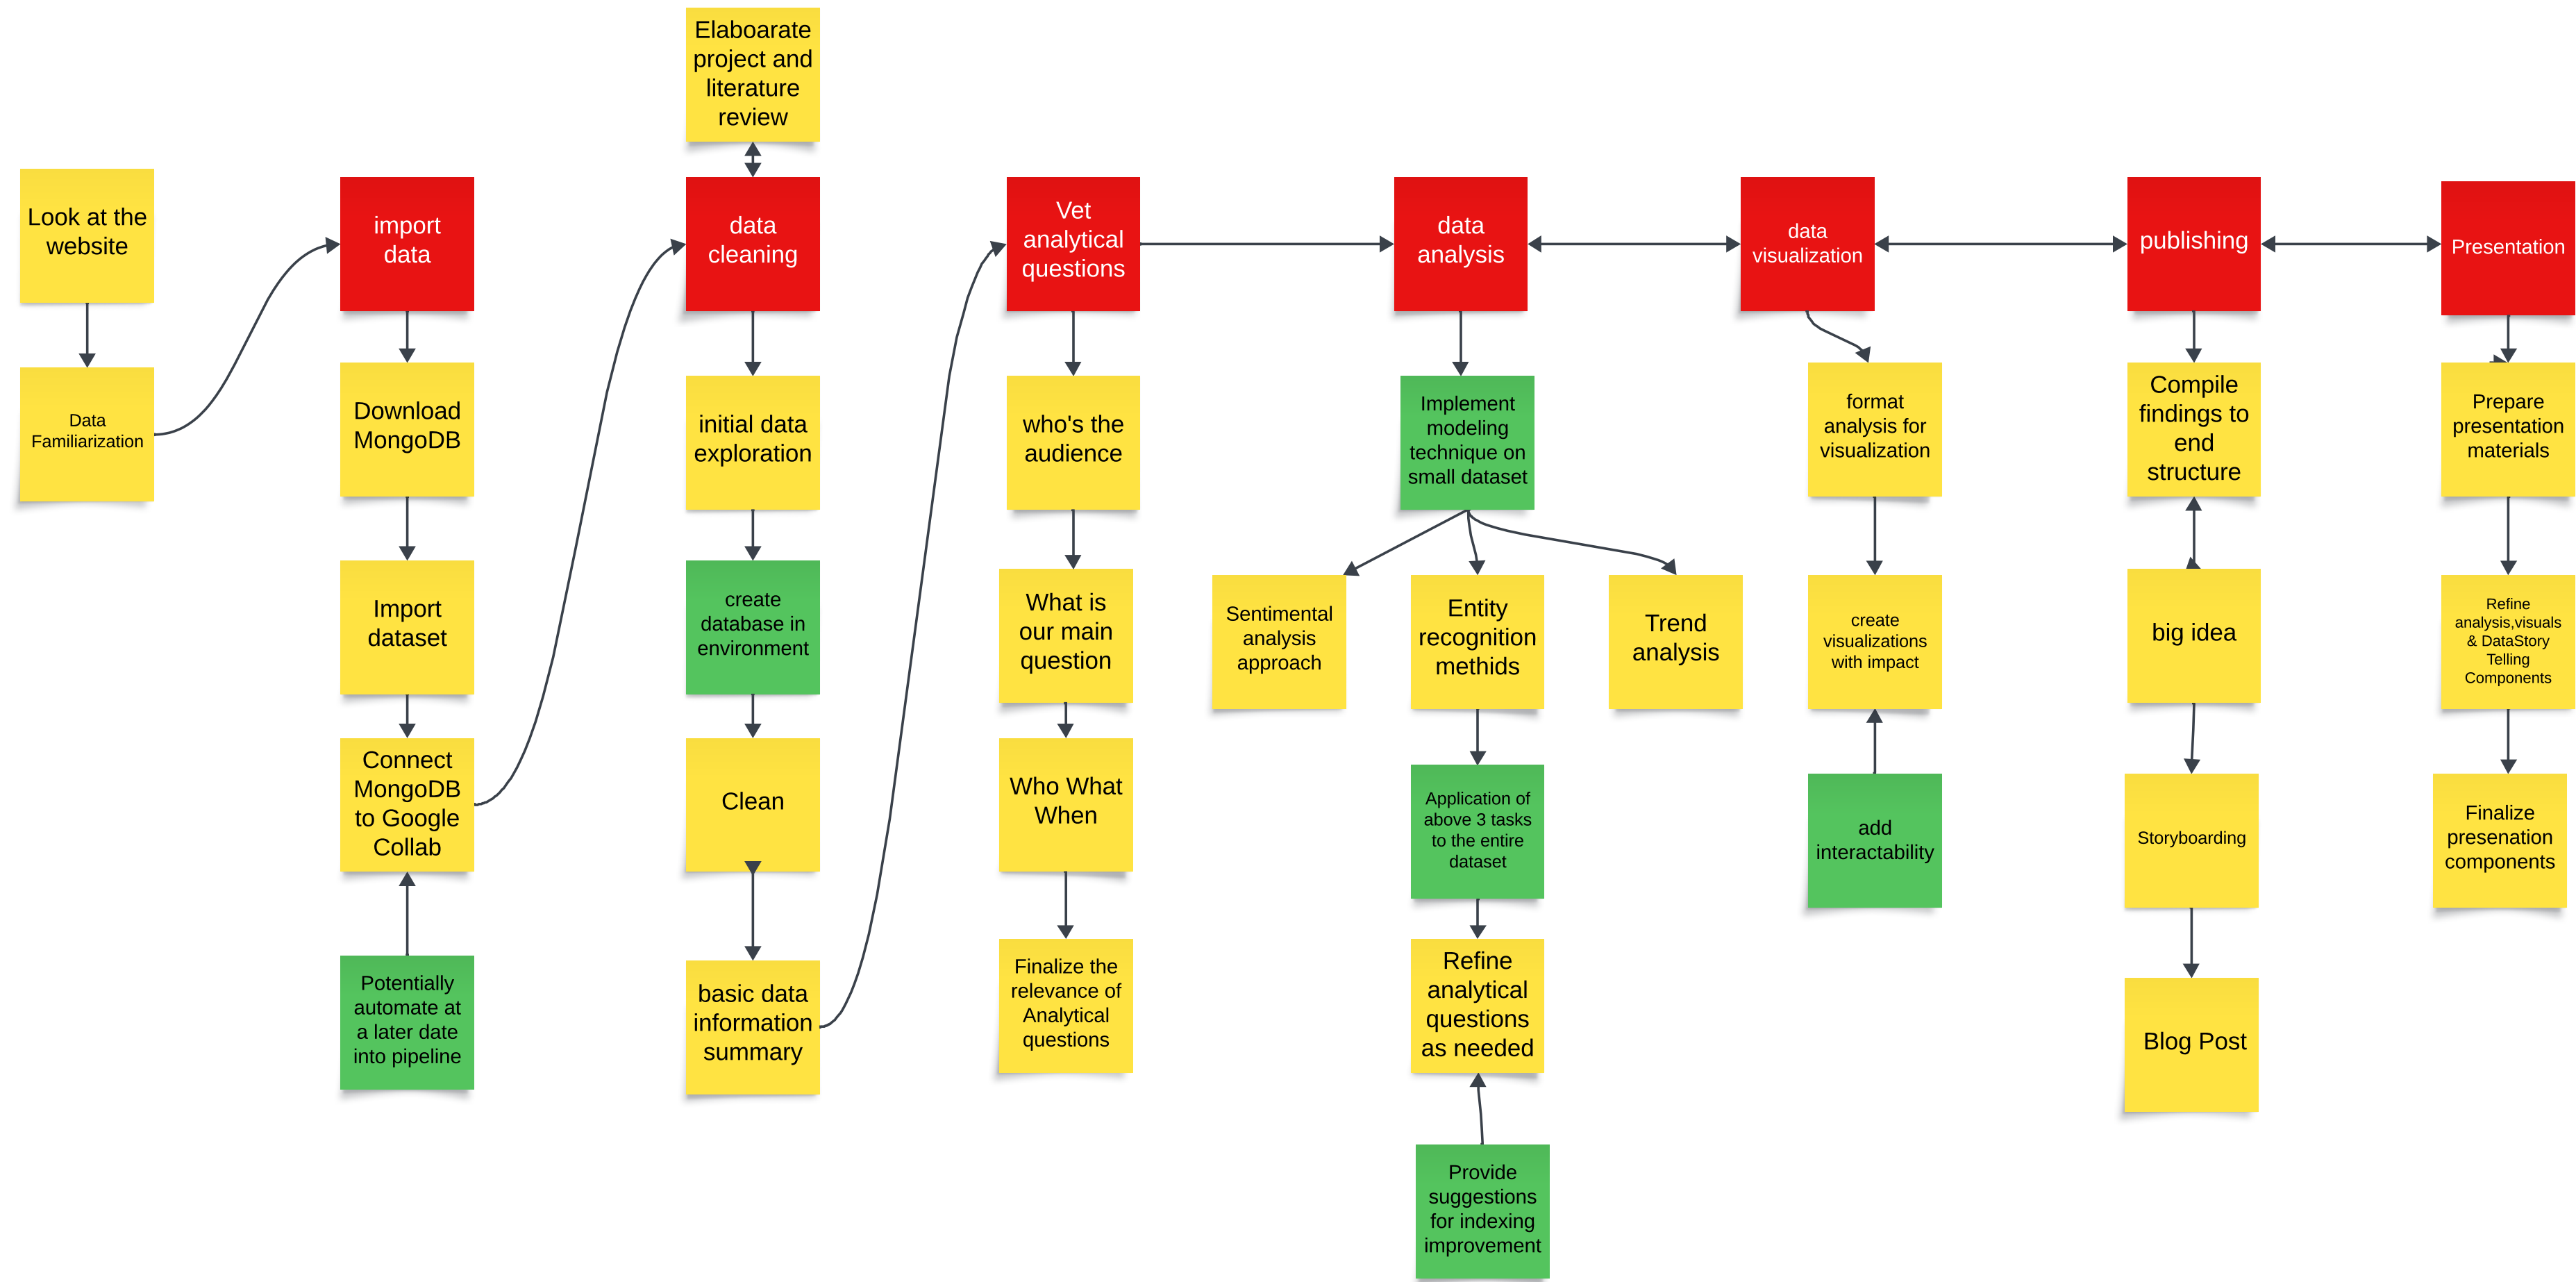 Elaboarate
project and
literature
review
Look at the
website
Data
Familiarization
import
data
Download
MongoDB
Import
dataset
Connect
MongoDB
to Google
Collab
Potentially
automate at
a later date
into pipeline
data
cleaning
initial data
exploration
create
database in
environment
Clean
basic data
information
summary
Vet
analytical
questions
who's the
audience
What is
our main
question
Who What
When
Finalize the
relevance of
Analytical
questions
data
analysis
Implement
modeling
technique on
small dataset
Sentimental
analysis
approach
Entity
recognition
methids
Trend
analysis
Application of
above 3 tasks
to the entire
dataset
Refine
analytical
questions
as needed
Provide
suggestions
for indexing
improvement
data
visualization
format
analysis for
visualization
create
visualizations
with impact
add
interactability
publishing
Compile
findings to
end
structure
big idea
Storyboarding
Blog Post
Presentation
Prepare
presentation
materials
Refine
analysis,visuals
& DataStory
Telling
Components
Finalize
presenation
components